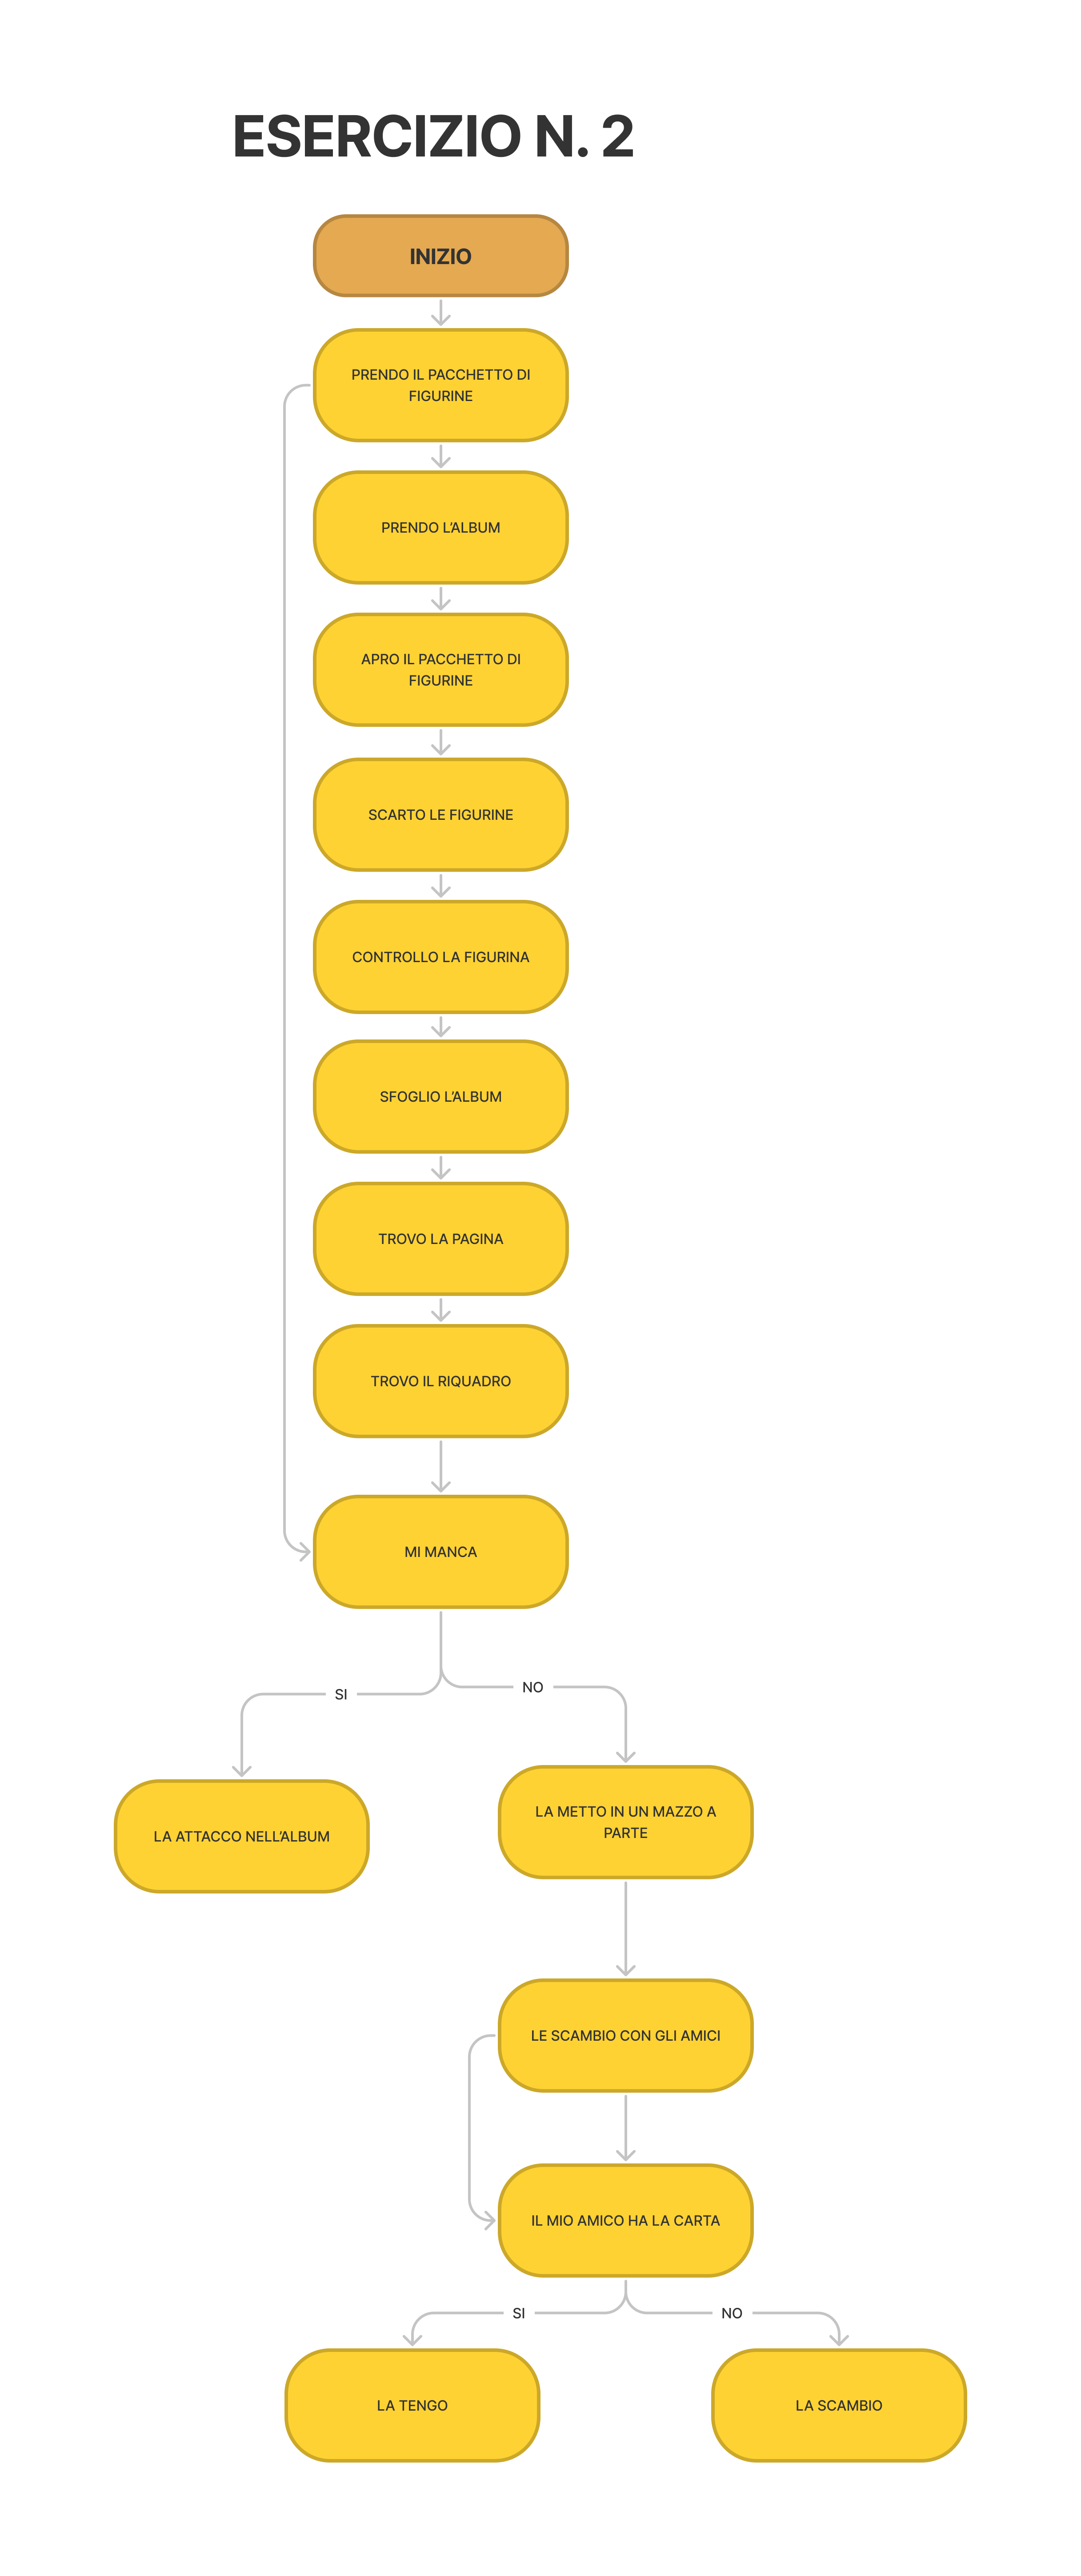 ESERCIZIO N. 2
INIZIO
PRENDO IL PACCHETTO DI
FIGURINE
PRENDO L'ALBUM
APRO IL PACCHETTO DI
FIGURINE
SCARTO LE FIGURINE
CONTROLLO LA FIGURINA
SFOGLIO L'ALBUM
TROVO LA PAGINA
TROVO IL RIQUADRO
MI MANCA
SI
NO
LA ATTACCO NELL'ALBUM
LA METTO IN UN MAZZO A
PARTE
LE SCAMBIO CON GLI AMICI
IL MIO AMICO HA LA CARTA
SI
NO
LA TENGO
LA SCAMBIO